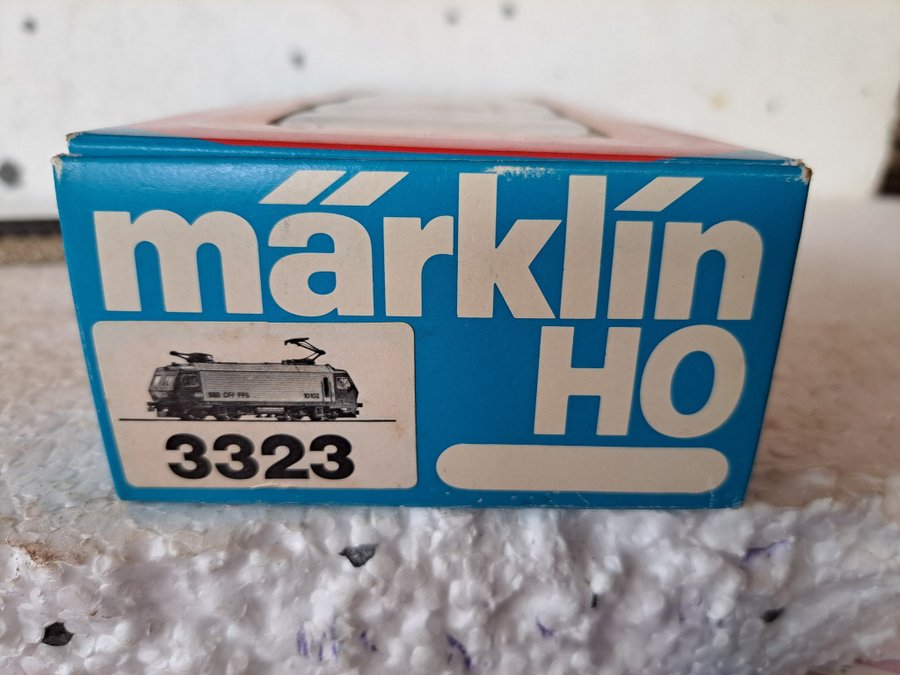 märklin
HO
SBB CFF FFS 10102
3323